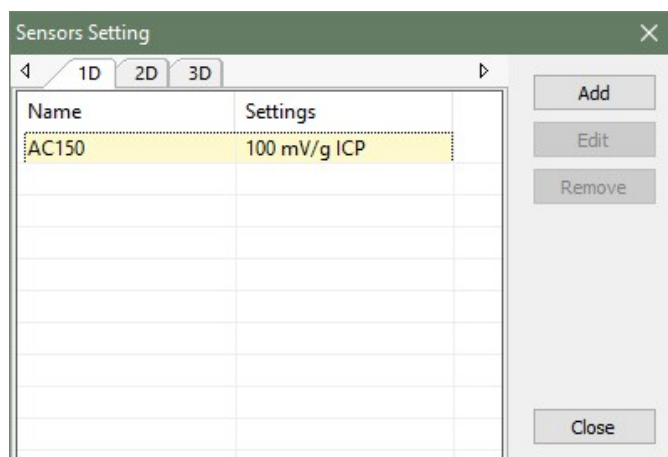 Sensors Setting
1D 2D 3D
Name Settings
AC150 100 mV/g ICP
Add
Edit
Remove
Close